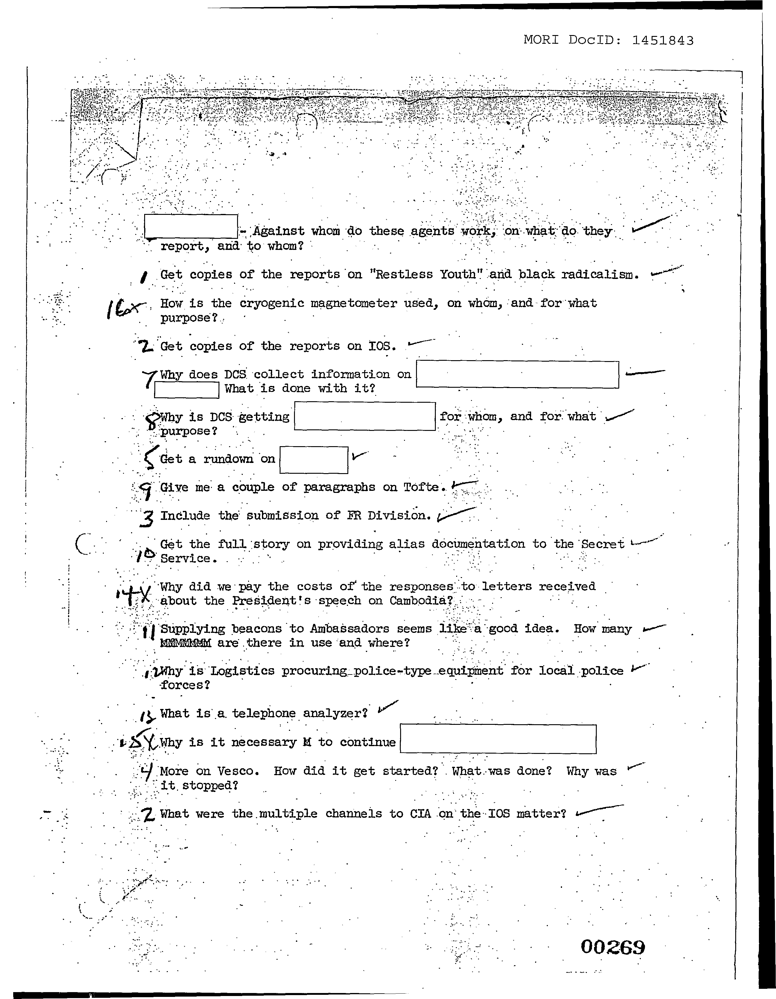 MORI DocID: 1451843
- Against whom do these agents work, on what do they
report, and to whom?
1 Get copies of the reports on "Restless Youth" and black radicalism.
16x How is the cryogenic magnetometer used, on whom, and for what
purpose?
2 Get copies of the reports on IOS.
7 Why does DCS collect information on
What is done with it?
8 Why is DCS getting for whom, and for what
purpose?
5 Get a rundown on
9 Give me a couple of paragraphs on Tofte.
3 Include the submission of FR Division.
Get the full story on providing alias documentation to the Secret
10 Service.
14X Why did we pay the costs of the responses to letters received
about the President's speech on Cambodia?
11 Supplying beacons to Ambassadors seems like a good idea. How many
are there in use and where?
12 Why is Logistics procuring police-type equipment for local police
forces?
13 What is a telephone analyzer?
15X Why is it necessary M to continue
4 More on Vesco. How did it get started? What was done? Why was
it stopped?
2 What were the multiple channels to CIA on the IOS matter?
00269